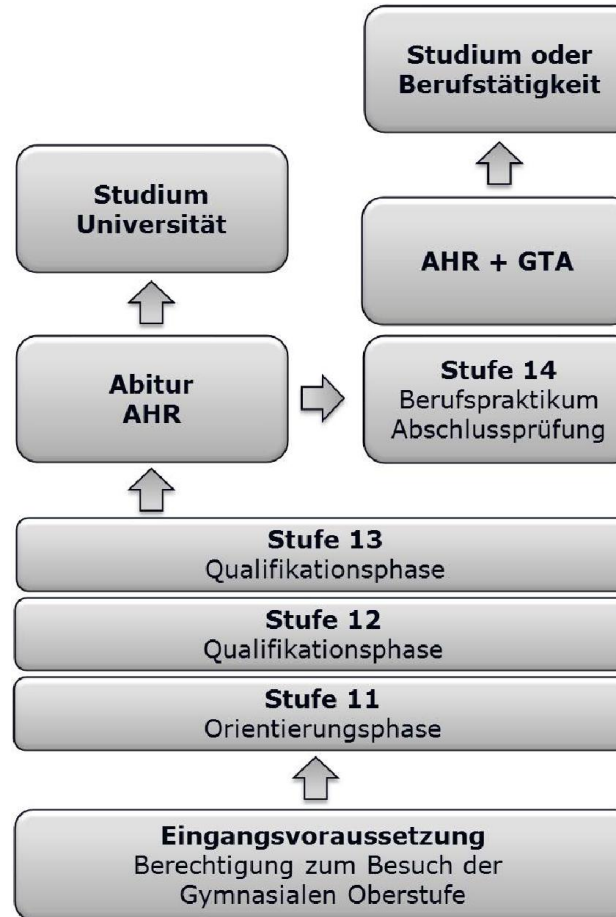 Studium oder
Berufstätigkeit
Studium
Universität
AHR + GTA
Abitur
AHR
Stufe 14
Berufspraktikum
Abschlussprüfung
Stufe 13
Qualifikationsphase
Stufe 12
Qualifikationsphase
Stufe 11
Orientierungsphase
Eingangsvoraussetzung
Berechtigung zum Besuch der
Gymnasialen Oberstufe